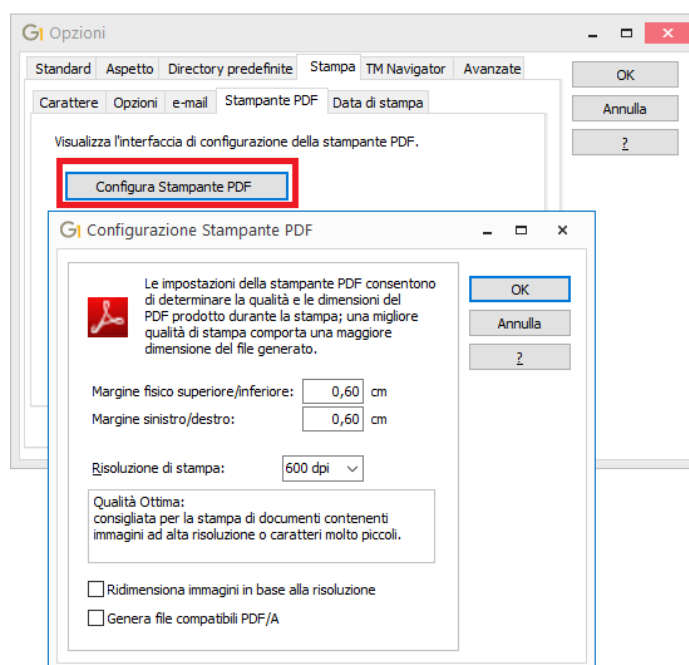 G1 Opzioni
Standard Aspetto Directory predefinite Stampa TM Navigator Avanzate
OK
Carattere Opzioni e-mail Stampante PDF Data di stampa
Annulla
Visualizza l'interfaccia di configurazione della stampante PDF.
?
Configura Stampante PDF
G1 Configurazione Stampante PDF
Le impostazioni della stampante PDF consentono
di determinare la qualità e le dimensioni del
PDF prodotto durante la stampa; una migliore
qualità di stampa comporta una maggiore
dimensione del file generato.
OK
Annulla
?
Margine fisico superiore/inferiore: 0,60 cm
Margine sinistro/destro: 0,60 cm
Risoluzione di stampa: 600 dpi
Qualità Ottima:
consigliata per la stampa di documenti contenenti
immagini ad alta risoluzione o caratteri molto piccoli.
Ridimensiona immagini in base alla risoluzione
Genera file compatibili PDF/A